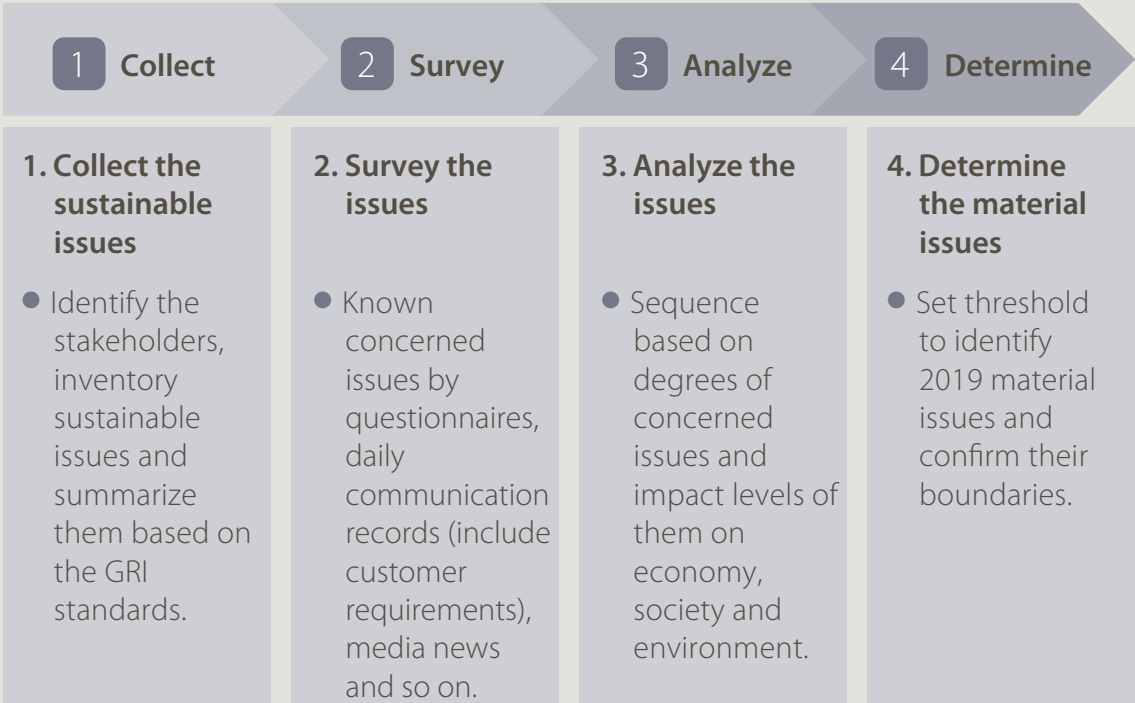 1 Collect
2 Survey
3 Analyze
4 Determine
1. Collect the
sustainable
issues
● Identify the
stakeholders,
inventory
sustainable
issues and
summarize
them based on
the GRI
standards.
2. Survey the
issues
● Known
concerned
issues by
questionnaires,
daily
communication
records (include
customer
requirements),
media news
and so on.
3. Analyze the
issues
● Sequence
based on
degrees of
concerned
issues and
impact levels of
them on
economy,
society and
environment.
4. Determine
the material
issues
● Set threshold
to identify
2019 material
issues and
confirm their
boundaries.